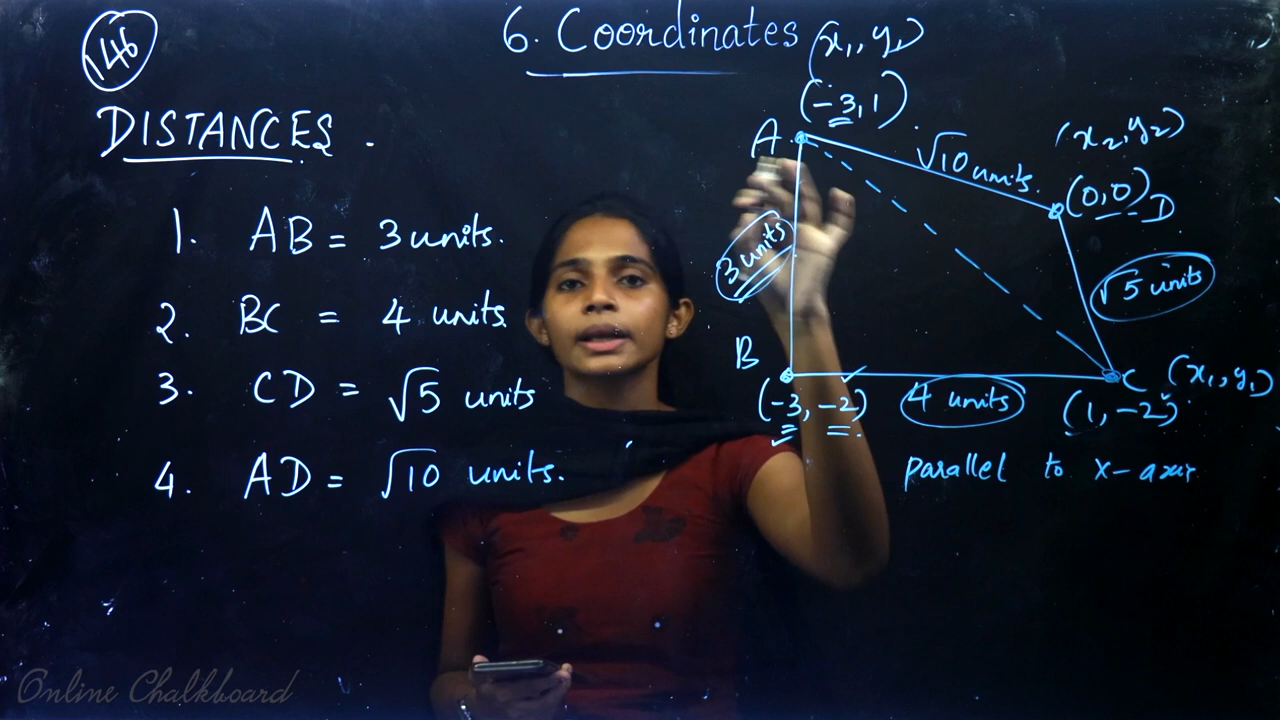 146
6. Coordinates
DISTANCES.
1. AB = 3 units.
2. BC = 4 units
3. CD = √5 units
4. AD = √10 units.
(x₁, y₁)
(-3, 1)
A
√10 units.
(x₂, y₂)
(0,0) D
3 units
√5 units
B
C (x₁, y₁)
(-3, -2)
4 units
(1, -2)
parallel to x-axis
Online Chalkboard